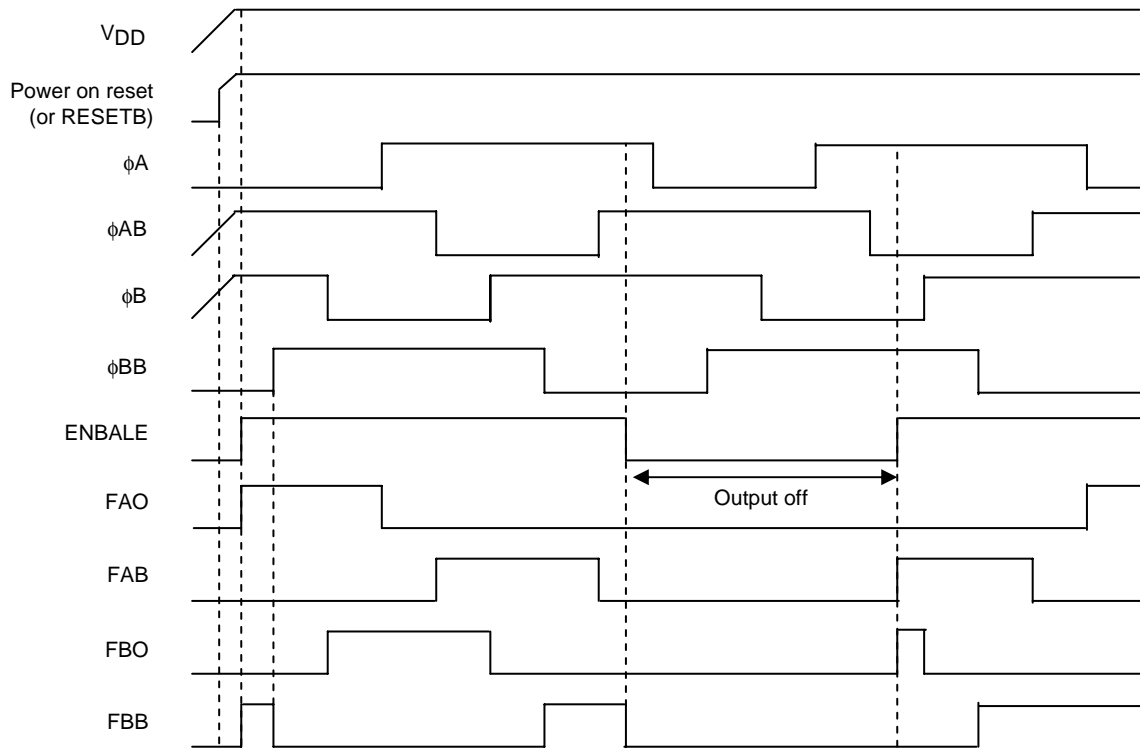 VDD
Power on reset
(or RESETB)
ϕA
ϕAB
ϕB
ϕBB
ENBALE
Output off
FAO
FAB
FBO
FBB